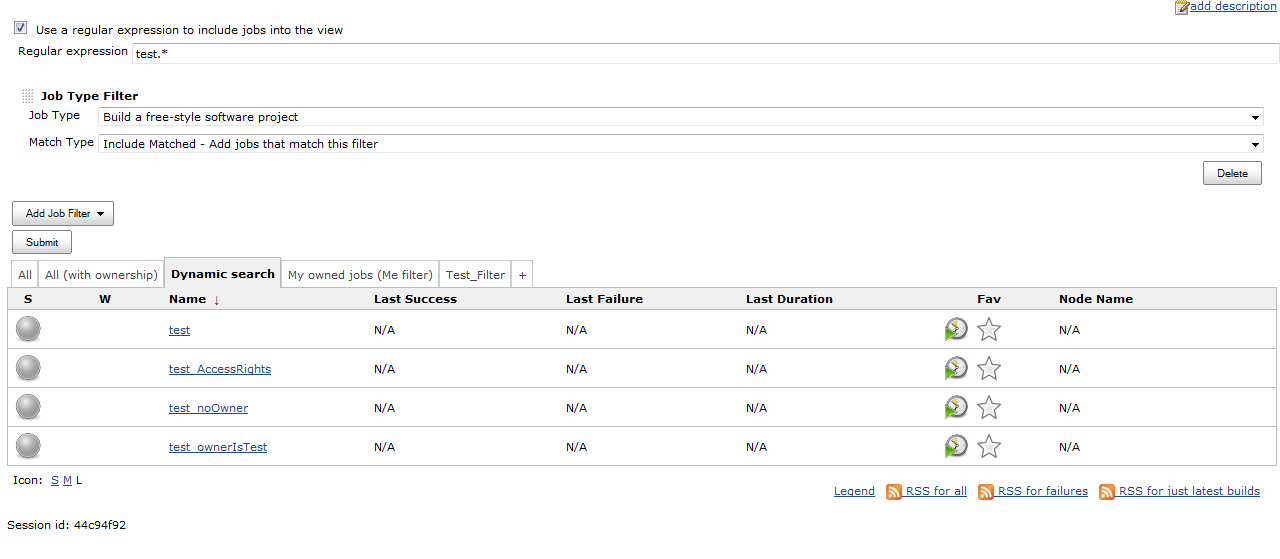 add description
Use a regular expression to include jobs into the view
Regular expression test.*
Job Type Filter
Job Type Build a free-style software project
Match Type Include Matched - Add jobs that match this filter
Delete
Add Job Filter
Submit
All All (with ownership) Dynamic search My owned jobs (Me filter) Test_Filter +
S W Name ↓ Last Success Last Failure Last Duration Fav Node Name
test N/A N/A N/A N/A
test_AccessRights N/A N/A N/A N/A
test_noOwner N/A N/A N/A N/A
test_ownerIsTest N/A N/A N/A N/A
Icon: S M L
Legend RSS for all RSS for failures RSS for just latest builds
Session id: 44c94f92